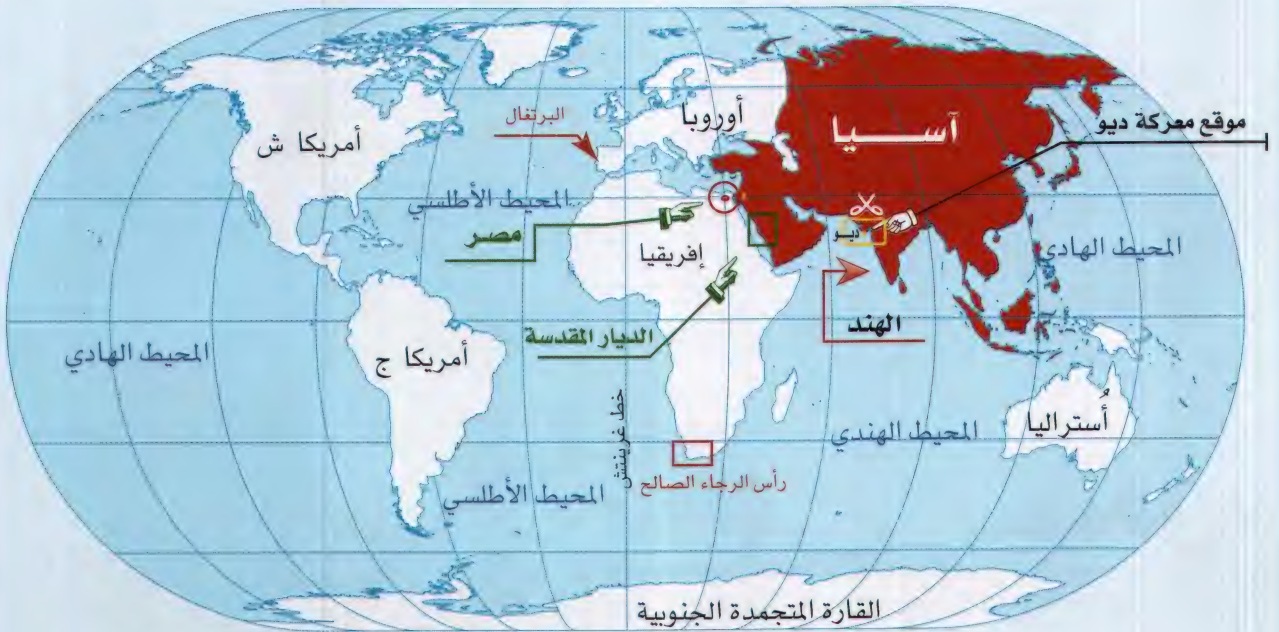 أوروبا
آسيا
موقع معركة ديو
البرتغال
أمريكا ش
المحيط الأطلسي
مصر
إفريقيا
ديو
المحيط الهادي
الديار المقدسة
الهند
المحيط الهادي
أمريكا ج
خط غرينتش
المحيط الهندي
أُستراليا
رأس الرجاء الصالح
المحيط الأطلسي
القارة المتجمدة الجنوبية